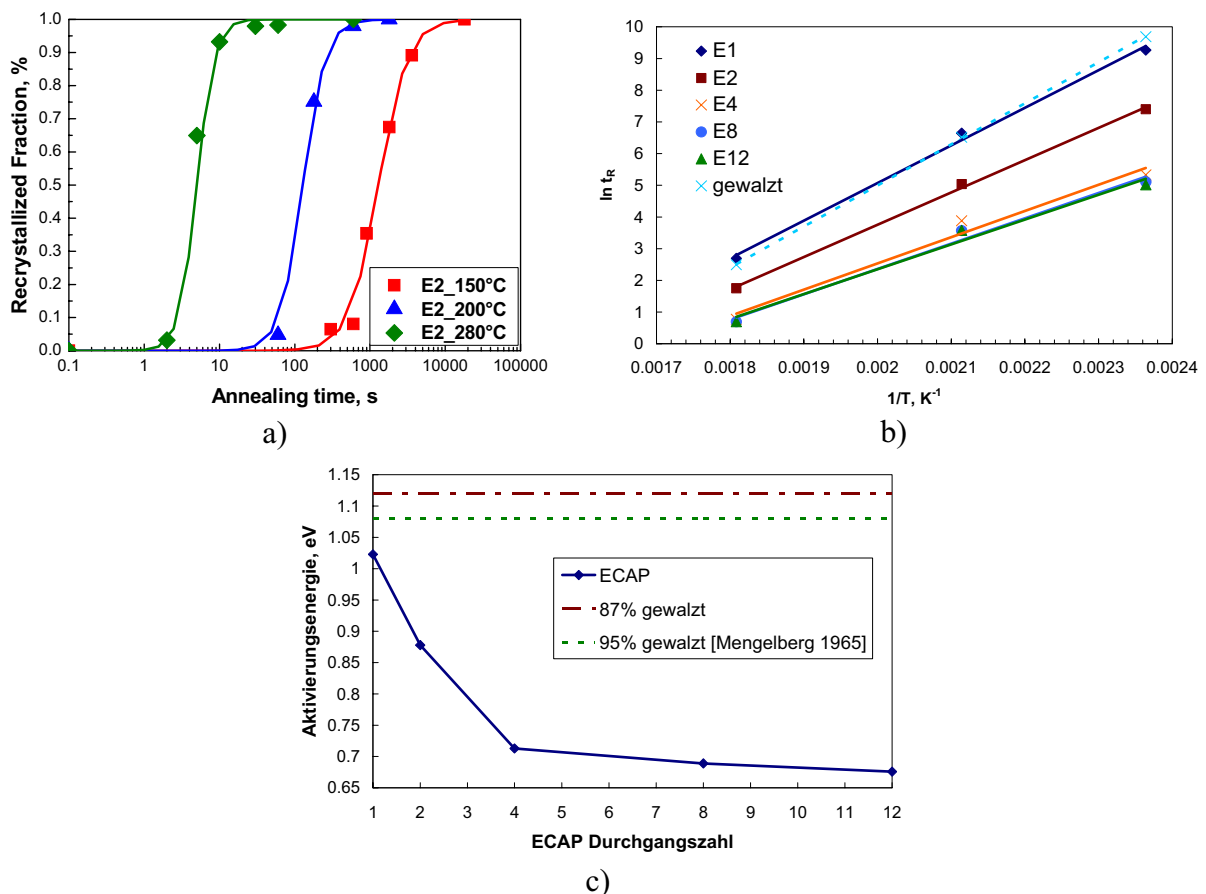 Recrystallized Fraction, %
1.0
0.9
0.8
0.7
0.6
0.5
0.4
0.3
0.2
0.1
0.0
0.1 1 10 100 1000 10000 100000
Annealing time, s
E2_150°C
E2_200°C
E2_280°C
a)
ln tR
10
9
8
7
6
5
4
3
2
1
0
0.0017 0.0018 0.0019 0.002 0.0021 0.0022 0.0023 0.0024
1/T, K-1
E1
E2
E4
E8
E12
gewalzt
b)
Aktivierungsenergie, eV
1.15
1.1
1.05
1
0.95
0.9
0.85
0.8
0.75
0.7
0.65
1 2 3 4 5 6 7 8 9 10 11 12
ECAP Durchgangszahl
ECAP
87% gewalzt
95% gewalzt [Mengelberg 1965]
c)